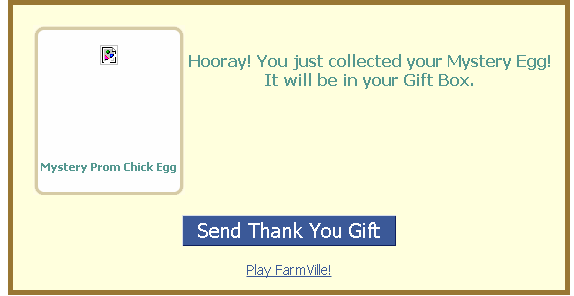 Hooray! You just collected your Mystery Egg!
It will be in your Gift Box.
Mystery Prom Chick Egg
Send Thank You Gift
Play FarmVille!